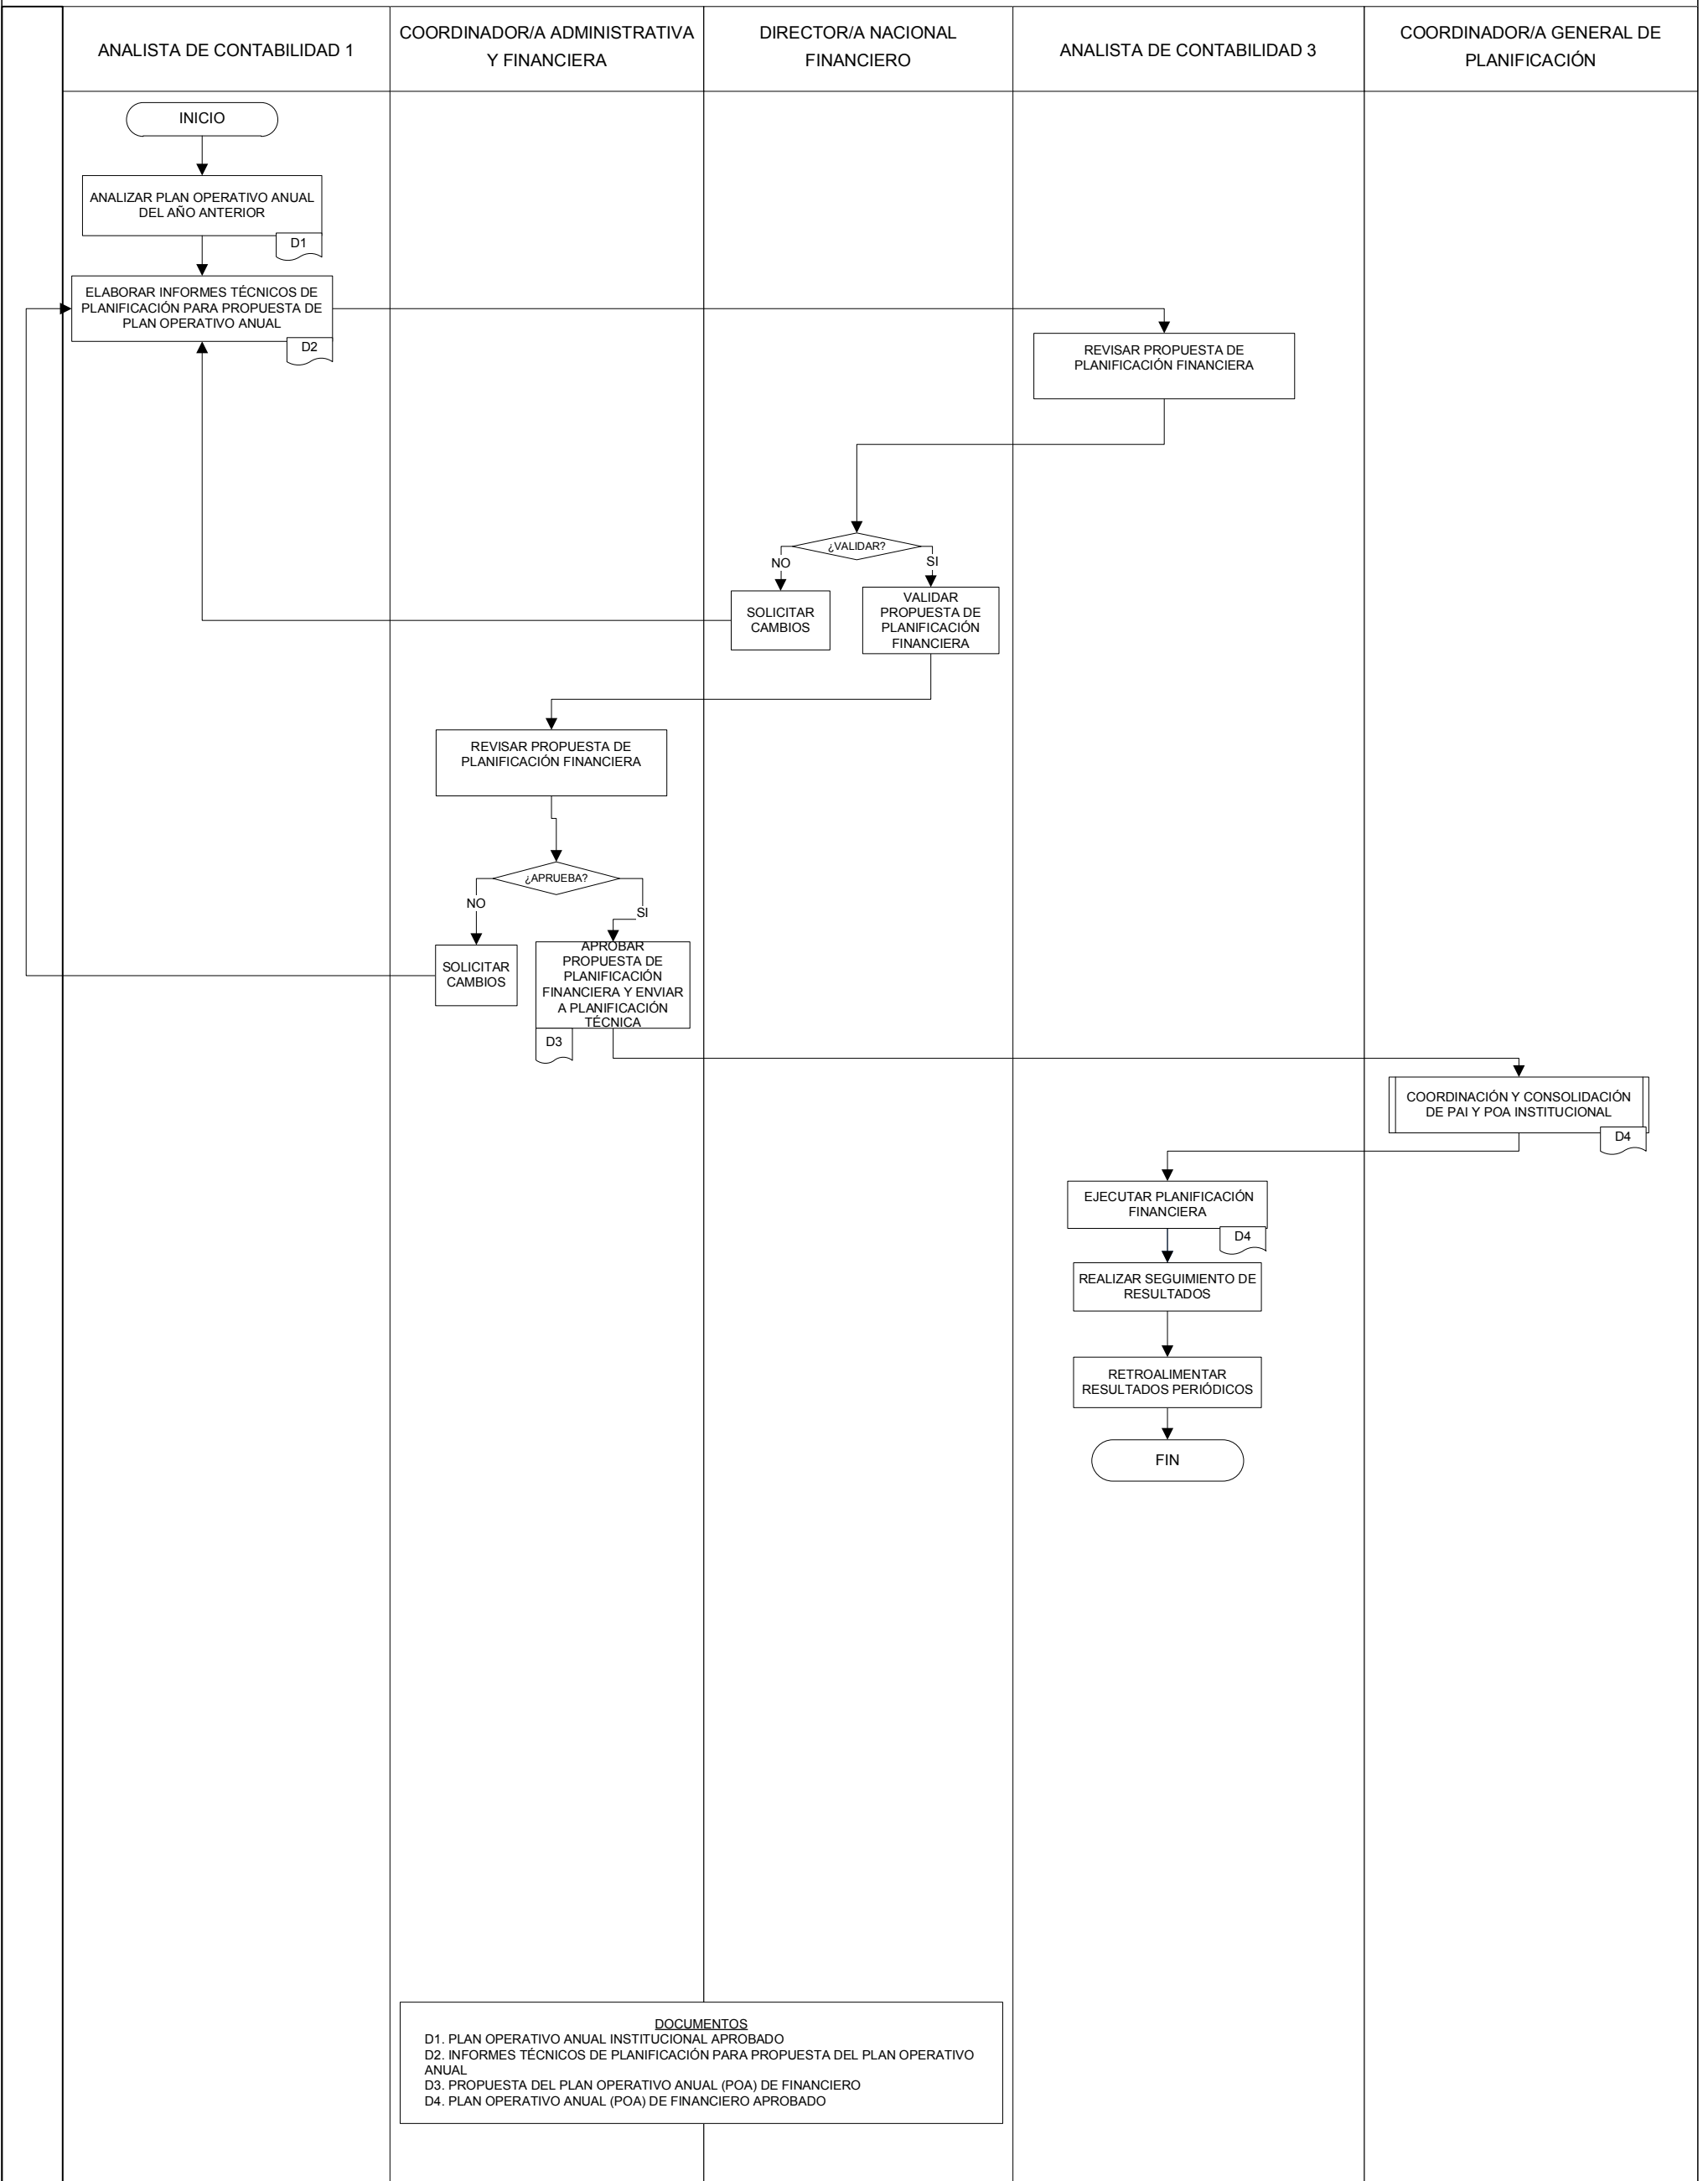 ANALISTA DE CONTABILIDAD 1
COORDINADOR/A ADMINISTRATIVA
Y FINANCIERA
DIRECTOR/A NACIONAL
FINANCIERO
ANALISTA DE CONTABILIDAD 3
COORDINADOR/A GENERAL DE
PLANIFICACIÓN
INICIO
ANALIZAR PLAN OPERATIVO ANUAL
DEL AÑO ANTERIOR
D1
ELABORAR INFORMES TÉCNICOS DE
PLANIFICACIÓN PARA PROPUESTA DE
PLAN OPERATIVO ANUAL
D2
REVISAR PROPUESTA DE
PLANIFICACIÓN FINANCIERA
¿VALIDAR?
NO
SI
SOLICITAR
CAMBIOS
VALIDAR
PROPUESTA DE
PLANIFICACIÓN
FINANCIERA
REVISAR PROPUESTA DE
PLANIFICACIÓN FINANCIERA
¿APRUEBA?
NO
SI
SOLICITAR
CAMBIOS
APROBAR
PROPUESTA DE
PLANIFICACIÓN
FINANCIERA Y ENVIAR
A PLANIFICACIÓN
TÉCNICA
D3
COORDINACIÓN Y CONSOLIDACIÓN
DE PAI Y POA INSTITUCIONAL
D4
EJECUTAR PLANIFICACIÓN
FINANCIERA
D4
REALIZAR SEGUIMIENTO DE
RESULTADOS
RETROALIMENTAR
RESULTADOS PERIÓDICOS
FIN
DOCUMENTOS
D1. PLAN OPERATIVO ANUAL INSTITUCIONAL APROBADO
D2. INFORMES TÉCNICOS DE PLANIFICACIÓN PARA PROPUESTA DEL PLAN OPERATIVO
ANUAL
D3. PROPUESTA DEL PLAN OPERATIVO ANUAL (POA) DE FINANCIERO
D4. PLAN OPERATIVO ANUAL (POA) DE FINANCIERO APROBADO